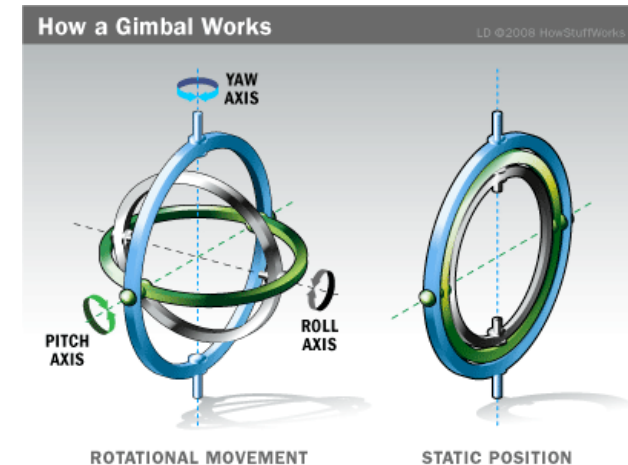 How a Gimbal Works
LD ©2008 HowStuffWorks
YAW
AXIS
PITCH
AXIS
ROLL
AXIS
ROTATIONAL MOVEMENT
STATIC POSITION